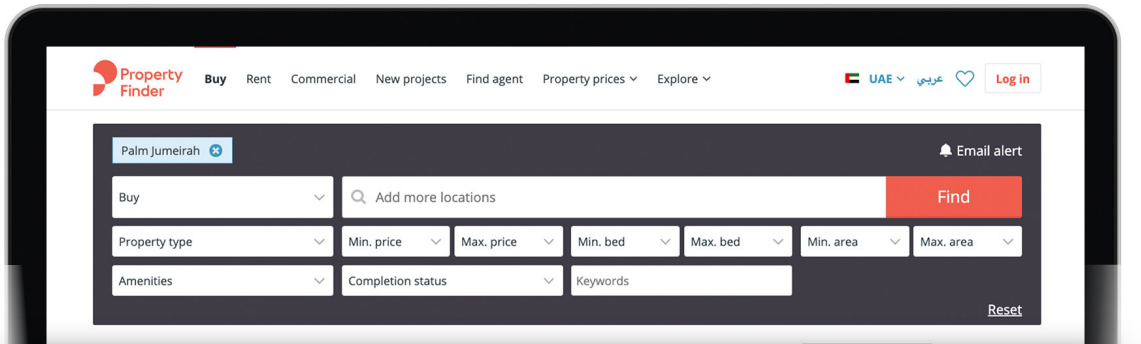 Property Finder
Buy Rent Commercial New projects Find agent Property prices Explore UAE عربي Log in
Palm Jumeirah Email alert
Buy Add more locations Find
Property type Min. price Max. price Min. bed Max. bed Min. area Max. area
Amenities Completion status Keywords
Reset